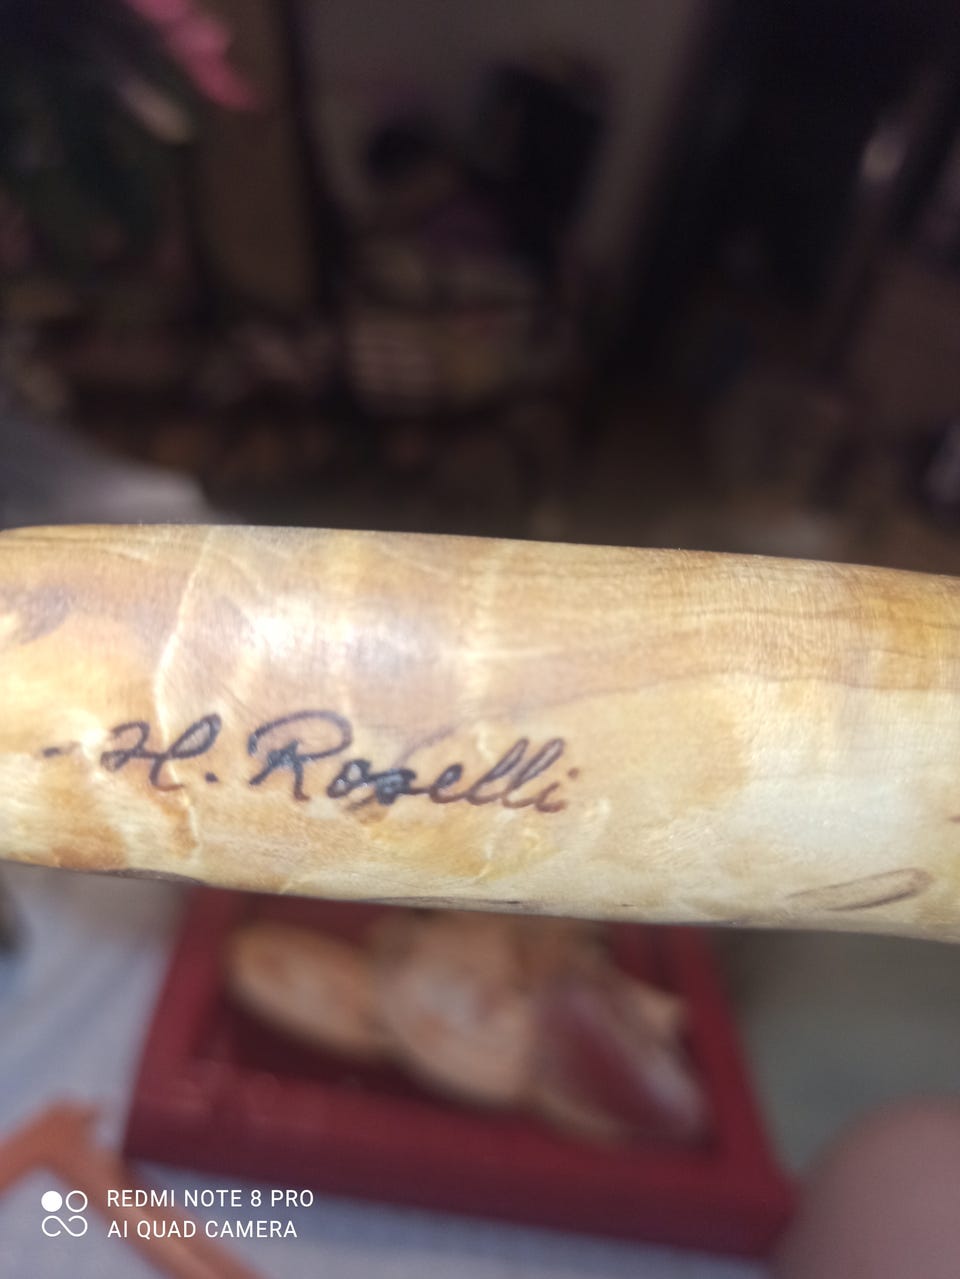 H. Roselli
REDMI NOTE 8 PRO
AI QUAD CAMERA